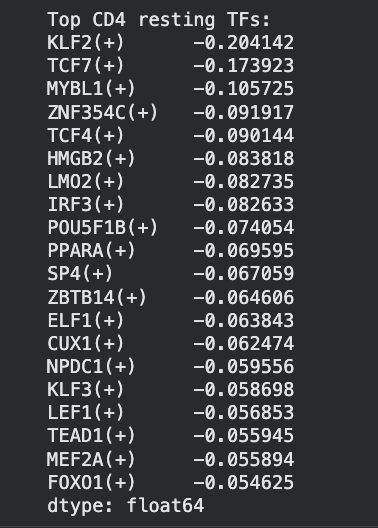 Top CD4 resting TFs:
KLF2(+) -0.204142
TCF7(+) -0.173923
MYBL1(+) -0.105725
ZNF354C(+) -0.091917
TCF4(+) -0.090144
HMGB2(+) -0.083818
LMO2(+) -0.082735
IRF3(+) -0.082633
POU5F1B(+) -0.074054
PPARA(+) -0.069595
SP4(+) -0.067059
ZBTB14(+) -0.064606
ELF1(+) -0.063843
CUX1(+) -0.062474
NPDC1(+) -0.059556
KLF3(+) -0.058698
LEF1(+) -0.056853
TEAD1(+) -0.055945
MEF2A(+) -0.055894
FOXO1(+) -0.054625
dtype: float64